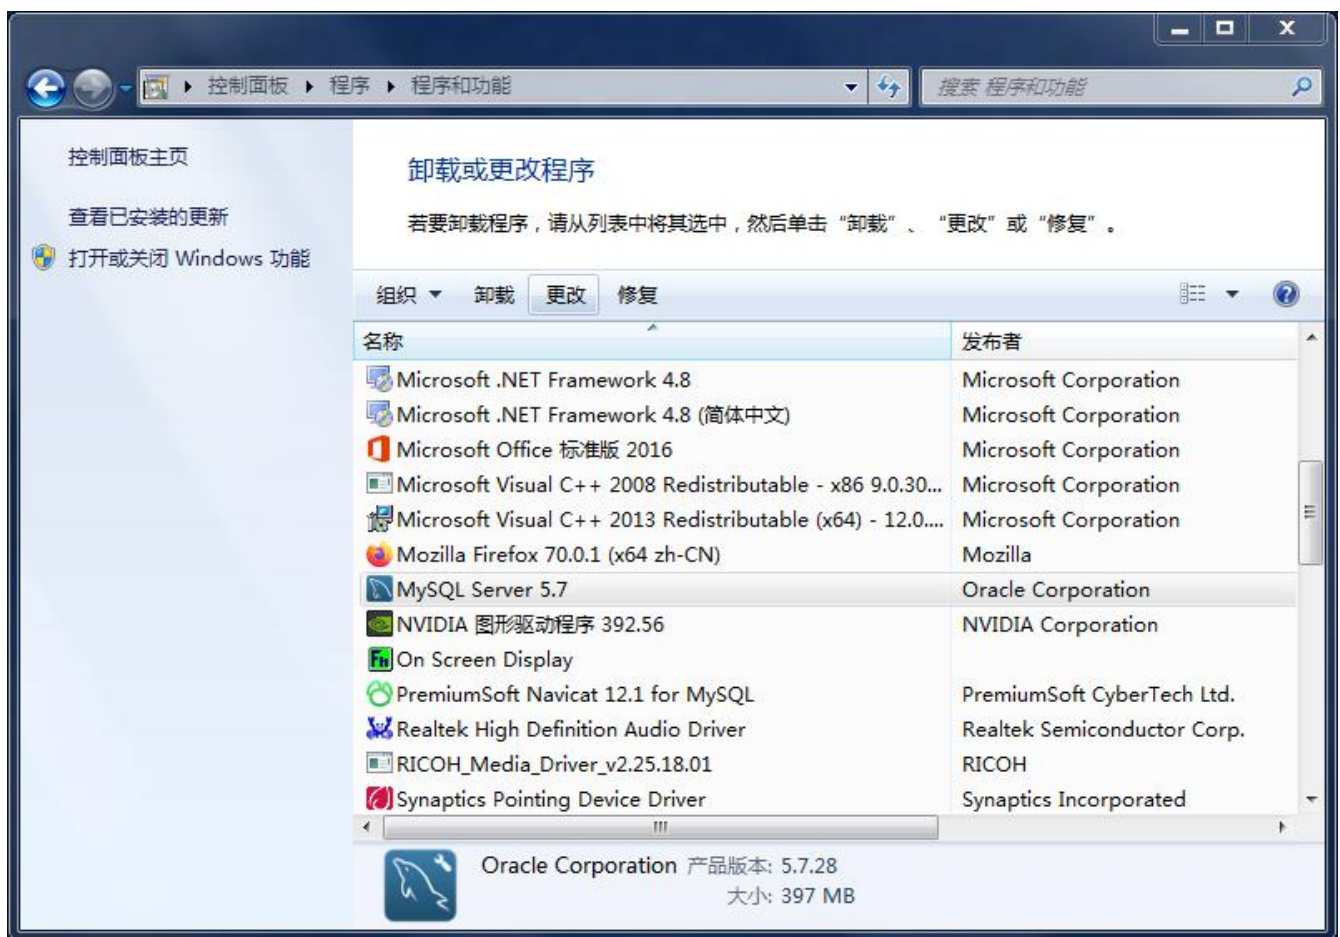 控制面板 程序 程序和功能 搜索 程序和功能
控制面板主页
查看已安装的更新
打开或关闭 Windows 功能
卸载或更改程序
若要卸载程序，请从列表中将其选中，然后单击“卸载”、“更改”或“修复”。
组织 卸载 更改 修复
名称 发布者
Microsoft .NET Framework 4.8 Microsoft Corporation
Microsoft .NET Framework 4.8 (简体中文) Microsoft Corporation
Microsoft Office 标准版 2016 Microsoft Corporation
Microsoft Visual C++ 2008 Redistributable - x86 9.0.30... Microsoft Corporation
Microsoft Visual C++ 2013 Redistributable (x64) - 12.0.... Microsoft Corporation
Mozilla Firefox 70.0.1 (x64 zh-CN) Mozilla
MySQL Server 5.7 Oracle Corporation
NVIDIA 图形驱动程序 392.56 NVIDIA Corporation
Fn On Screen Display
PremiumSoft Navicat 12.1 for MySQL PremiumSoft CyberTech Ltd.
Realtek High Definition Audio Driver Realtek Semiconductor Corp.
RICOH_Media_Driver_v2.25.18.01 RICOH
Synaptics Pointing Device Driver Synaptics Incorporated
Oracle Corporation 产品版本: 5.7.28
大小: 397 MB